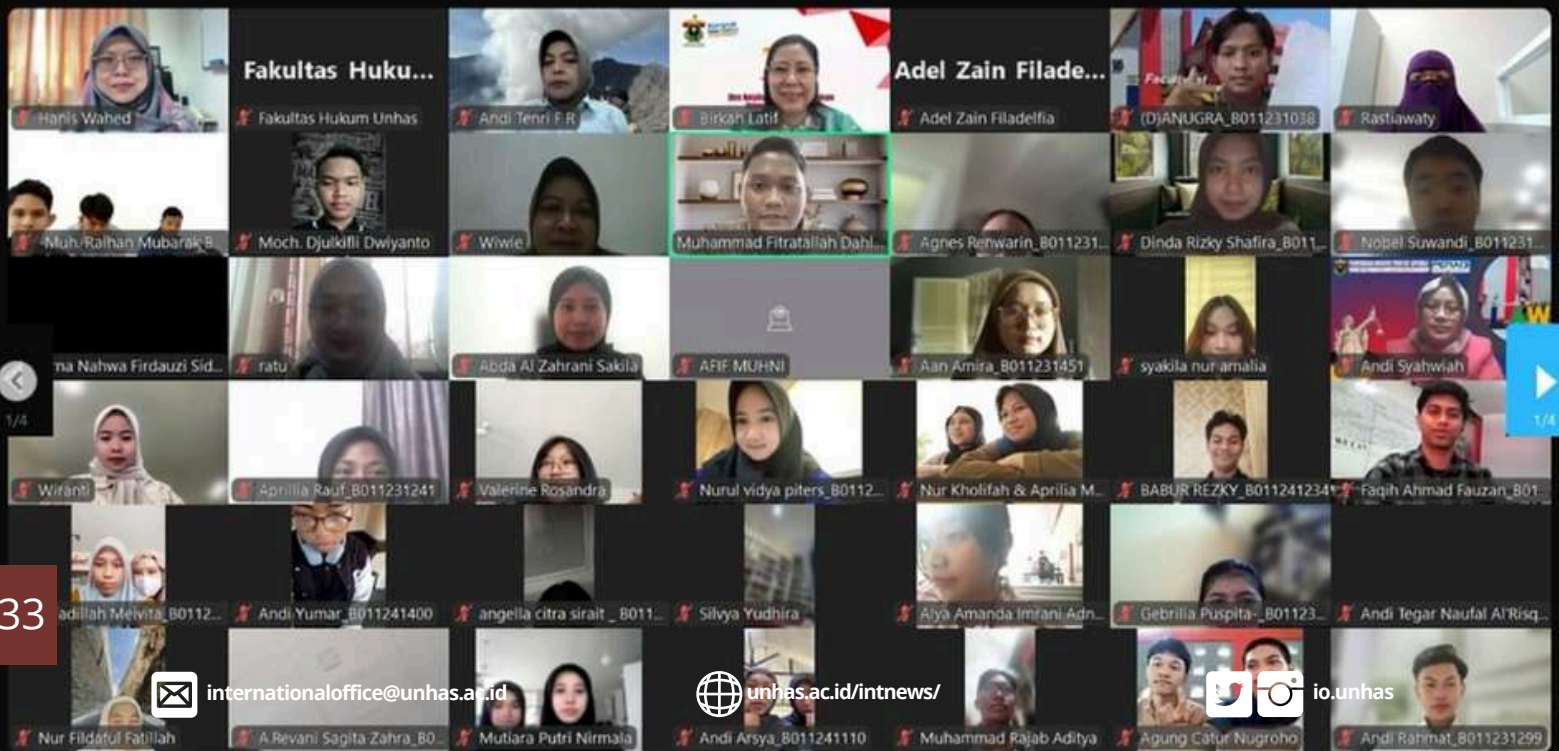 Fakultas Huku...
Adel Zain Filade...
Hanis Wahed
Fakultas Hukum Unhas
Andi Tenri F.R
Birkah Latif
Adel Zain Filadelfia
(D)ANUGRA_B011231038
Rastiawaty
-Muh. Raihan Mubarak B...
Moch. Djulkifli Dwiyanto
Wiwie
Muhammad Fitratallah Dahl...
Agnes Renwarin_B011231...
Dinda Rizky Shafira_B011...
Nobel Suwandi_B011231...
na Nahwa Firdauzi Sid...
ratu
Abda Al Zahrani Sakila
AFIF MUHNI
Aan Amira_B011231451
syakila nur amalia
Andi Syahwiah
1/4
1/4
Wiranti
Aprillia Rauf_B011231241
Valerine Rosandra
Nurul vidya piters_B0112...
Nur Kholifah & Aprilia M...
BABUR REZKY_B011241234
Faqih Ahmad Fauzan_B01...
33
adillah Meivita_B0112...
Andi Yumar_B011241400
angella citra sirait _ B011...
Silvya Yudhira
Alya Amanda Imrani Adn...
Gebrilia Puspita-_B01123...
Andi Tegar Naufal Al'Risq...
internationaloffice@unhas.ac.id
unhas.ac.id/intnews/
io.unhas
Nur Fildatul Fatillah
A.Revani Sagita Zahra_B0...
Mutiara Putri Nirmala
Andi Arsya_B011241110
Muhammad Rajab Aditya
Agung Catur Nugroho
Andi Rahmat_B011231299